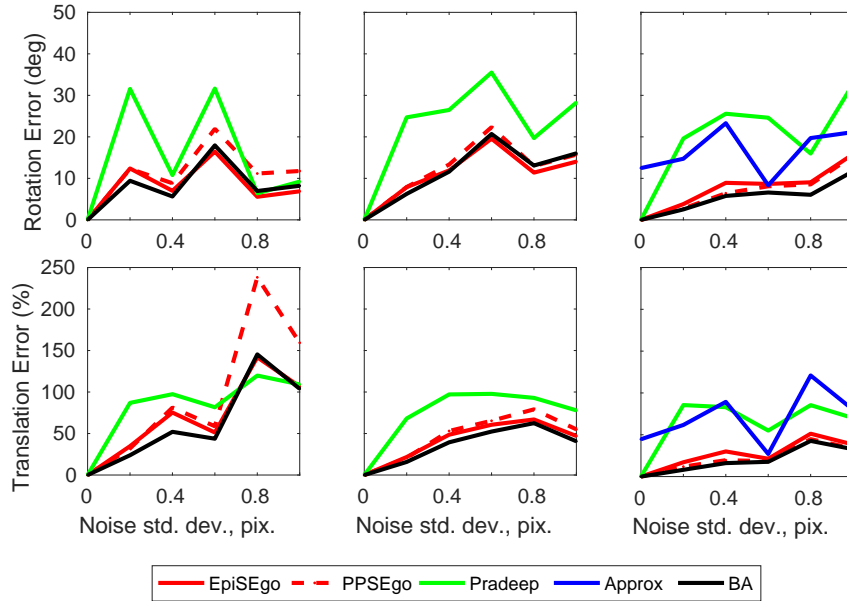 Rotation Error (deg)
50
40
30
20
10
0
0 0.4 0.8
0 0.4 0.8
0 0.4 0.8
Translation Error (%)
250
200
150
100
50
0
0 0.4 0.8
0 0.4 0.8
0 0.4 0.8
Noise std. dev., pix.
Noise std. dev., pix.
Noise std. dev., pix.
EpiSEgo PPSEgo Pradeep Approx BA